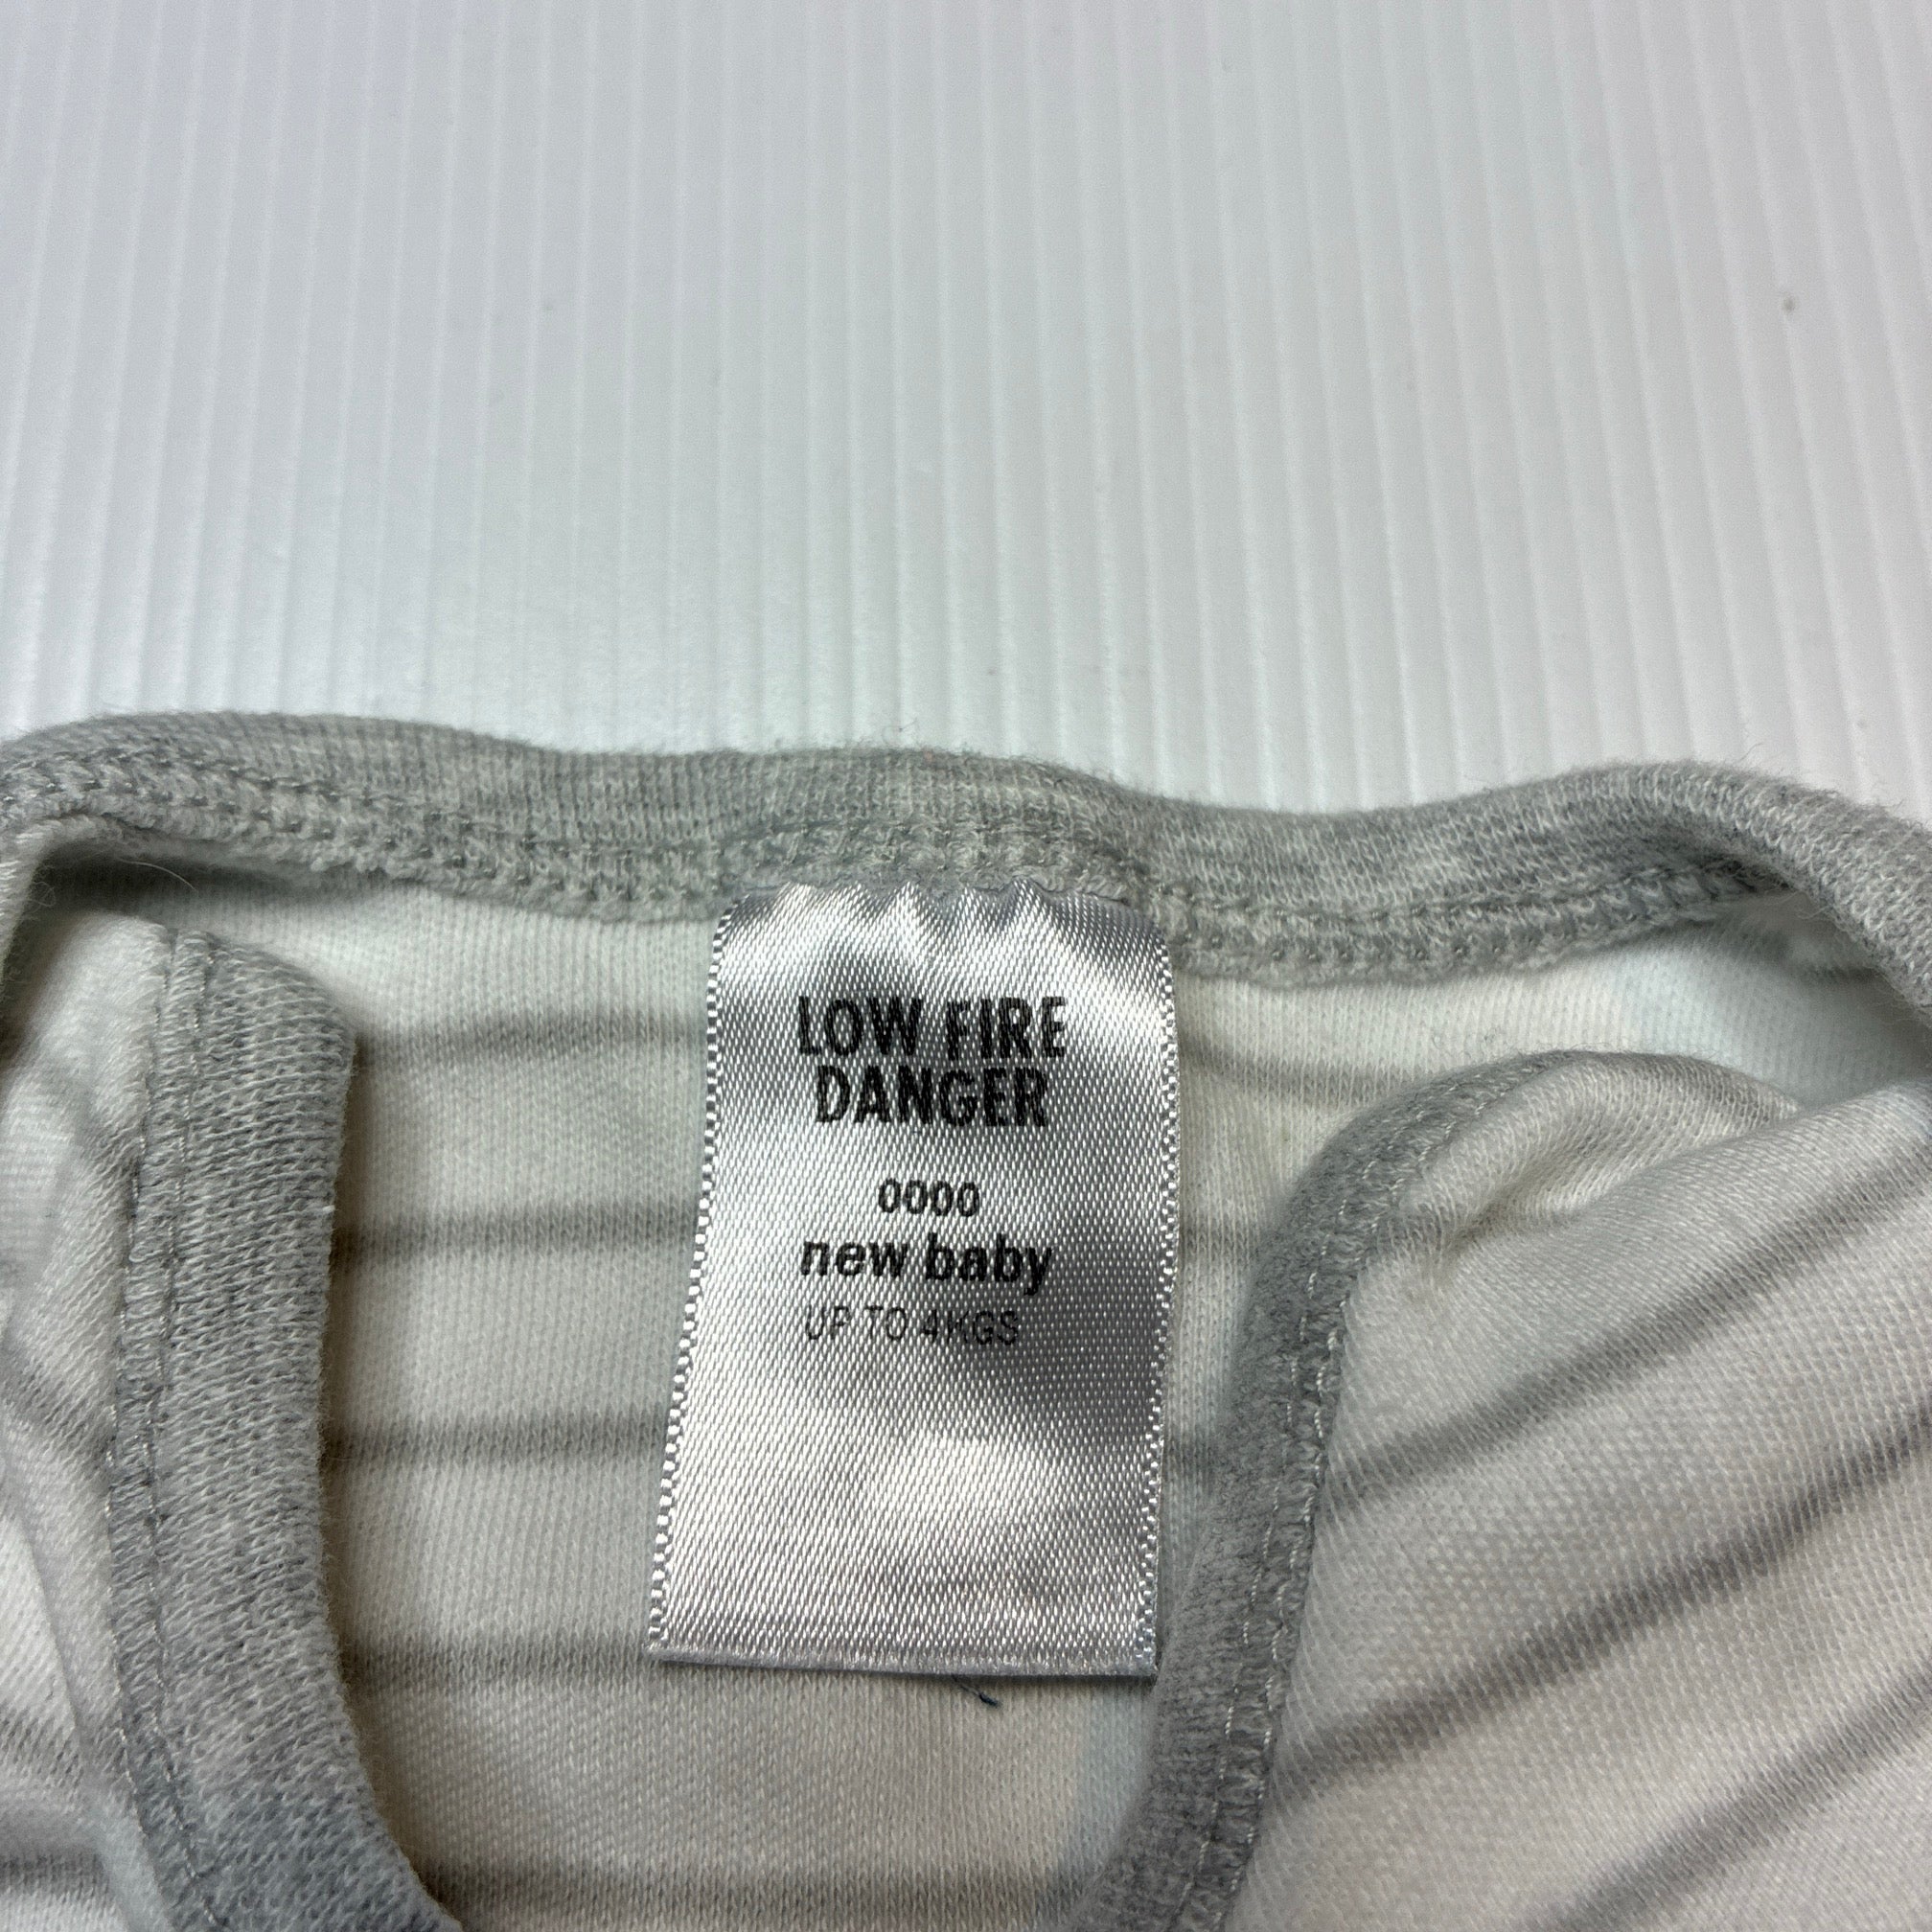 LOW FIRE
DANGER
0000
new baby
UP TO 4KGS